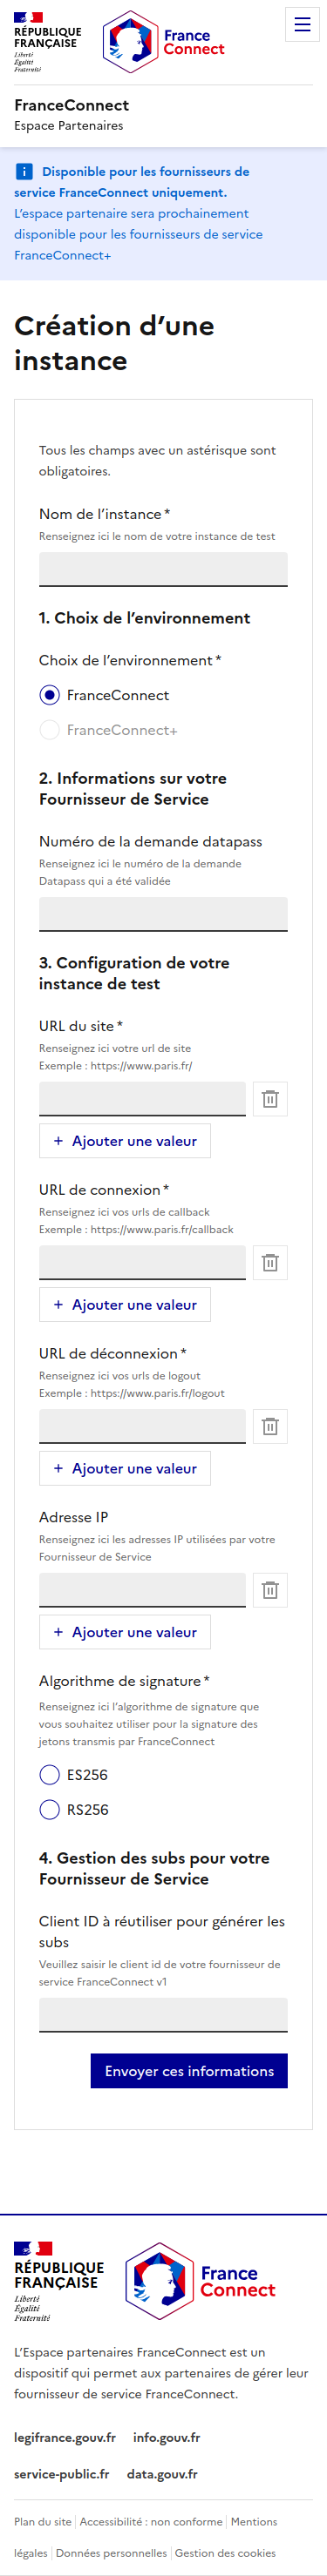 RÉPUBLIQUE
FRANÇAISE
Liberté
Égalité
Fraternité
France
Connect
FranceConnect
Espace Partenaires
Disponible pour les fournisseurs de
service FranceConnect uniquement.
L’espace partenaire sera prochainement
disponible pour les fournisseurs de service
FranceConnect+
Création d’une
instance
Tous les champs avec un astérisque sont
obligatoires.
Nom de l’instance *
Renseignez ici le nom de votre instance de test
1. Choix de l’environnement
Choix de l’environnement *
FranceConnect
FranceConnect+
2. Informations sur votre
Fournisseur de Service
Numéro de la demande datapass
Renseignez ici le numéro de la demande
Datapass qui a été validée
3. Configuration de votre
instance de test
URL du site *
Renseignez ici votre url de site
Exemple : https://www.paris.fr/
+ Ajouter une valeur
URL de connexion *
Renseignez ici vos urls de callback
Exemple : https://www.paris.fr/callback
+ Ajouter une valeur
URL de déconnexion *
Renseignez ici vos urls de logout
Exemple : https://www.paris.fr/logout
+ Ajouter une valeur
Adresse IP
Renseignez ici les adresses IP utilisées par votre
Fournisseur de Service
+ Ajouter une valeur
Algorithme de signature *
Renseignez ici l’algorithme de signature que
vous souhaitez utiliser pour la signature des
jetons transmis par FranceConnect
ES256
RS256
4. Gestion des subs pour votre
Fournisseur de Service
Client ID à réutiliser pour générer les
subs
Veuillez saisir le client id de votre fournisseur de
service FranceConnect v1
Envoyer ces informations
RÉPUBLIQUE
FRANÇAISE
Liberté
Égalité
Fraternité
France
Connect
L’Espace partenaires FranceConnect est un
dispositif qui permet aux partenaires de gérer leur
fournisseur de service FranceConnect.
legifrance.gouv.fr info.gouv.fr
service-public.fr data.gouv.fr
Plan du site | Accessibilité : non conforme | Mentions
légales | Données personnelles | Gestion des cookies